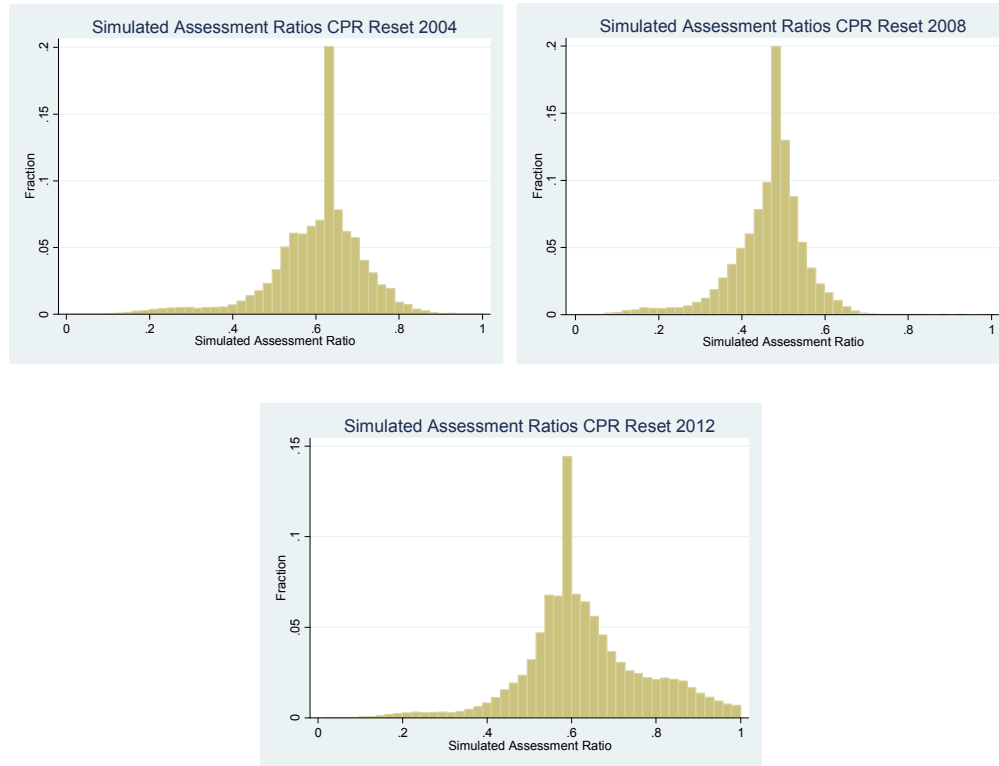 Simulated Assessment Ratios CPR Reset 2004
.2
.15
.1
.05
0
Fraction
0 .2 .4 .6 .8 1
Simulated Assessment Ratio
Simulated Assessment Ratios CPR Reset 2008
.2
.15
.1
.05
0
Fraction
0 .2 .4 .6 .8 1
Simulated Assessment Ratio
Simulated Assessment Ratios CPR Reset 2012
.15
.1
.05
0
Fraction
0 .2 .4 .6 .8 1
Simulated Assessment Ratio